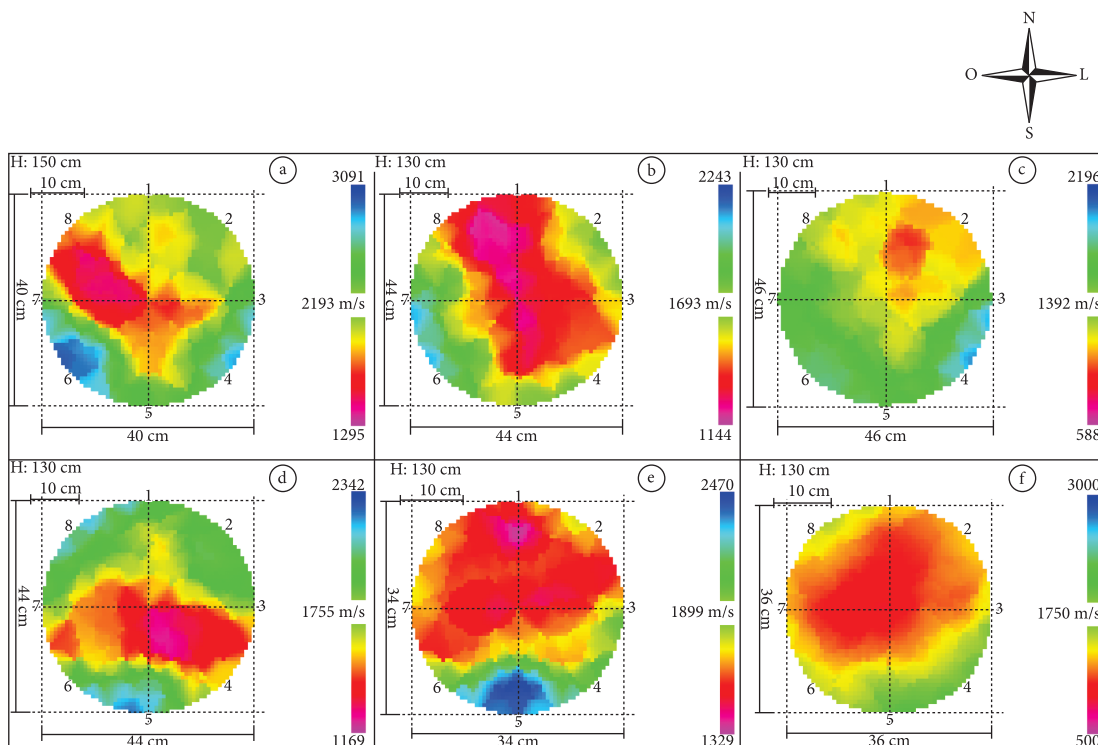 N
O L
S
H: 150 cm
a
10 cm
3091
1
8 2
40 cm
7 3
2193 m/s
6 4
5
40 cm
1295
H: 130 cm
b
10 cm
2243
1
8 2
44 cm
7 3
1693 m/s
6 4
5
44 cm
1144
H: 130 cm
c
10 cm
2196
1
8 2
46 cm
7 3
1392 m/s
6 4
5
46 cm
588
H: 130 cm
d
10 cm
2342
1
8 2
44 cm
7 3
1755 m/s
6 4
5
44 cm
1169
H: 130 cm
e
10 cm
2470
1
8 2
34 cm
7 3
1899 m/s
6 4
5
34 cm
1329
H: 130 cm
f
10 cm
3000
1
8 2
36 cm
7 3
1750 m/s
6 4
5
36 cm
500